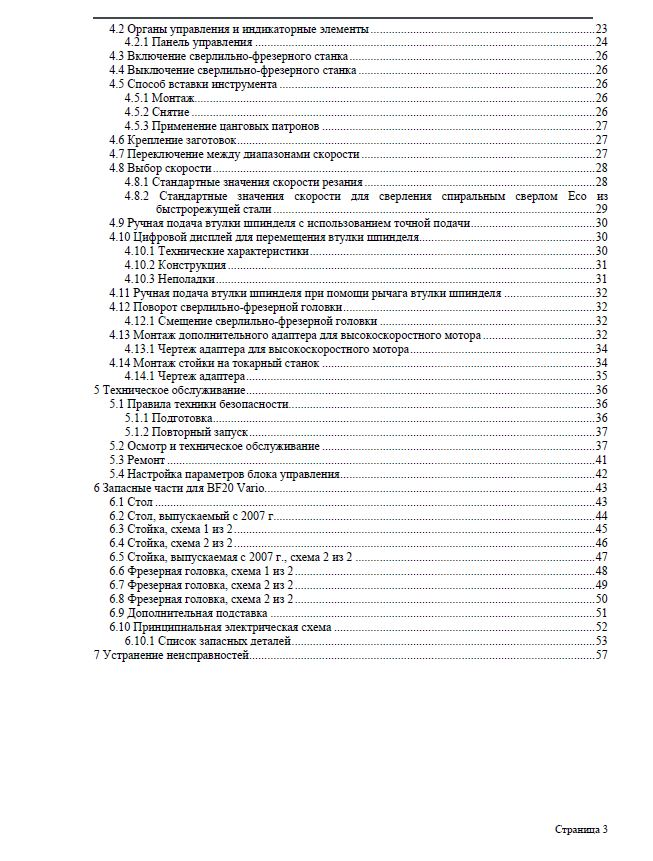 4.2 Органы управления и индикаторные элементы 23
4.2.1 Панель управления 24
4.3 Включение сверлильно-фрезерного станка 26
4.4 Выключение сверлильно-фрезерного станка 26
4.5 Способ вставки инструмента 26
4.5.1 Монтаж 26
4.5.2 Снятие 26
4.5.3 Применение цанговых патронов 27
4.6 Крепление заготовок 27
4.7 Переключение между диапазонами скорости 27
4.8 Выбор скорости 28
4.8.1 Стандартные значения скорости резания 28
4.8.2 Стандартные значения скорости для сверления спиральным сверлом Eco из
быстрорежущей стали 29
4.9 Ручная подача втулки шпинделя с использованием точной подачи 30
4.10 Цифровой дисплей для перемещения втулки шпинделя 30
4.10.1 Технические характеристики 30
4.10.2 Конструкция 31
4.10.3 Неполадки 31
4.11 Ручная подача втулки шпинделя при помощи рычага втулки шпинделя 32
4.12 Поворот сверлильно-фрезерной головки 32
4.12.1 Смещение сверлильно-фрезерной головки 32
4.13 Монтаж дополнительного адаптера для высокоскоростного мотора 32
4.13.1 Чертеж адаптера для высокоскоростного мотора 34
4.14 Монтаж стойки на токарный станок 34
4.14.1 Чертеж адаптера 35
5 Техническое обслуживание 36
5.1 Правила техники безопасности 36
5.1.1 Подготовка 36
5.1.2 Повторный запуск 37
5.2 Осмотр и техническое обслуживание 37
5.3 Ремонт 41
5.4 Настройка параметров блока управления 42
6 Запасные части для BF20 Vario 43
6.1 Стол 43
6.2 Стол, выпускаемый с 2007 г. 44
6.3 Стойка, схема 1 из 2 45
6.4 Стойка, схема 2 из 2 46
6.5 Стойка, выпускаемая с 2007 г., схема 2 из 2 47
6.6 Фрезерная головка, схема 1 из 2 48
6.7 Фрезерная головка, схема 2 из 2 49
6.8 Фрезерная головка, схема 2 из 2 50
6.9 Дополнительная подставка 51
6.10 Принципиальная электрическая схема 52
6.10.1 Список запасных деталей 53
7 Устранение неисправностей 57
Страница 3